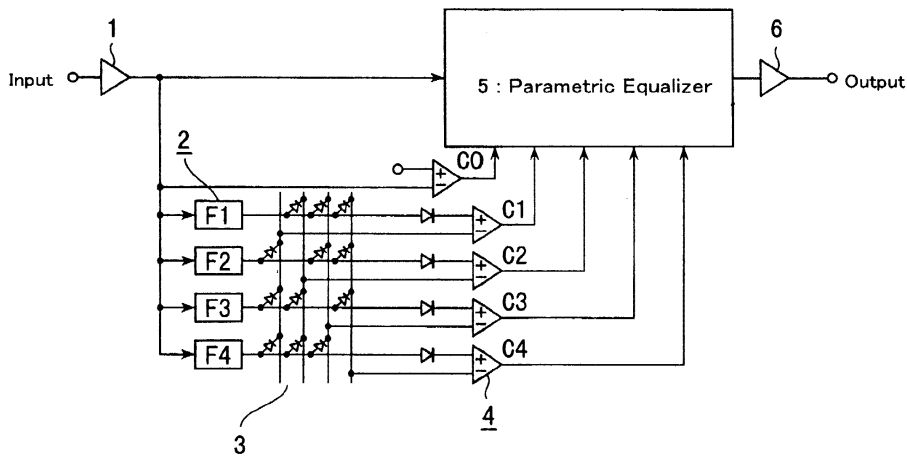 1
6
Input
5 : Parametric Equalizer
Output
2
C0
F1
C1
F2
C2
F3
C3
F4
C4
3
4